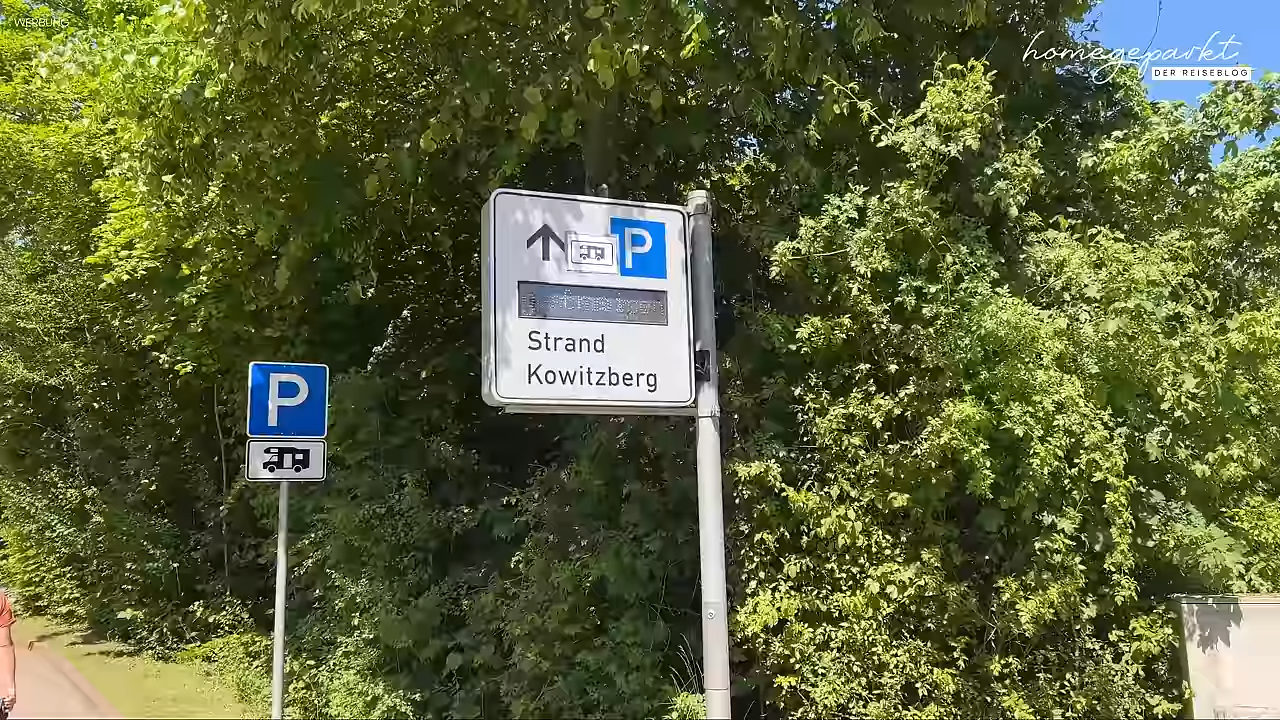 WERBUNG
homegeparkt.
DER REISEBLOG
P
Strand
Kowitzberg
P